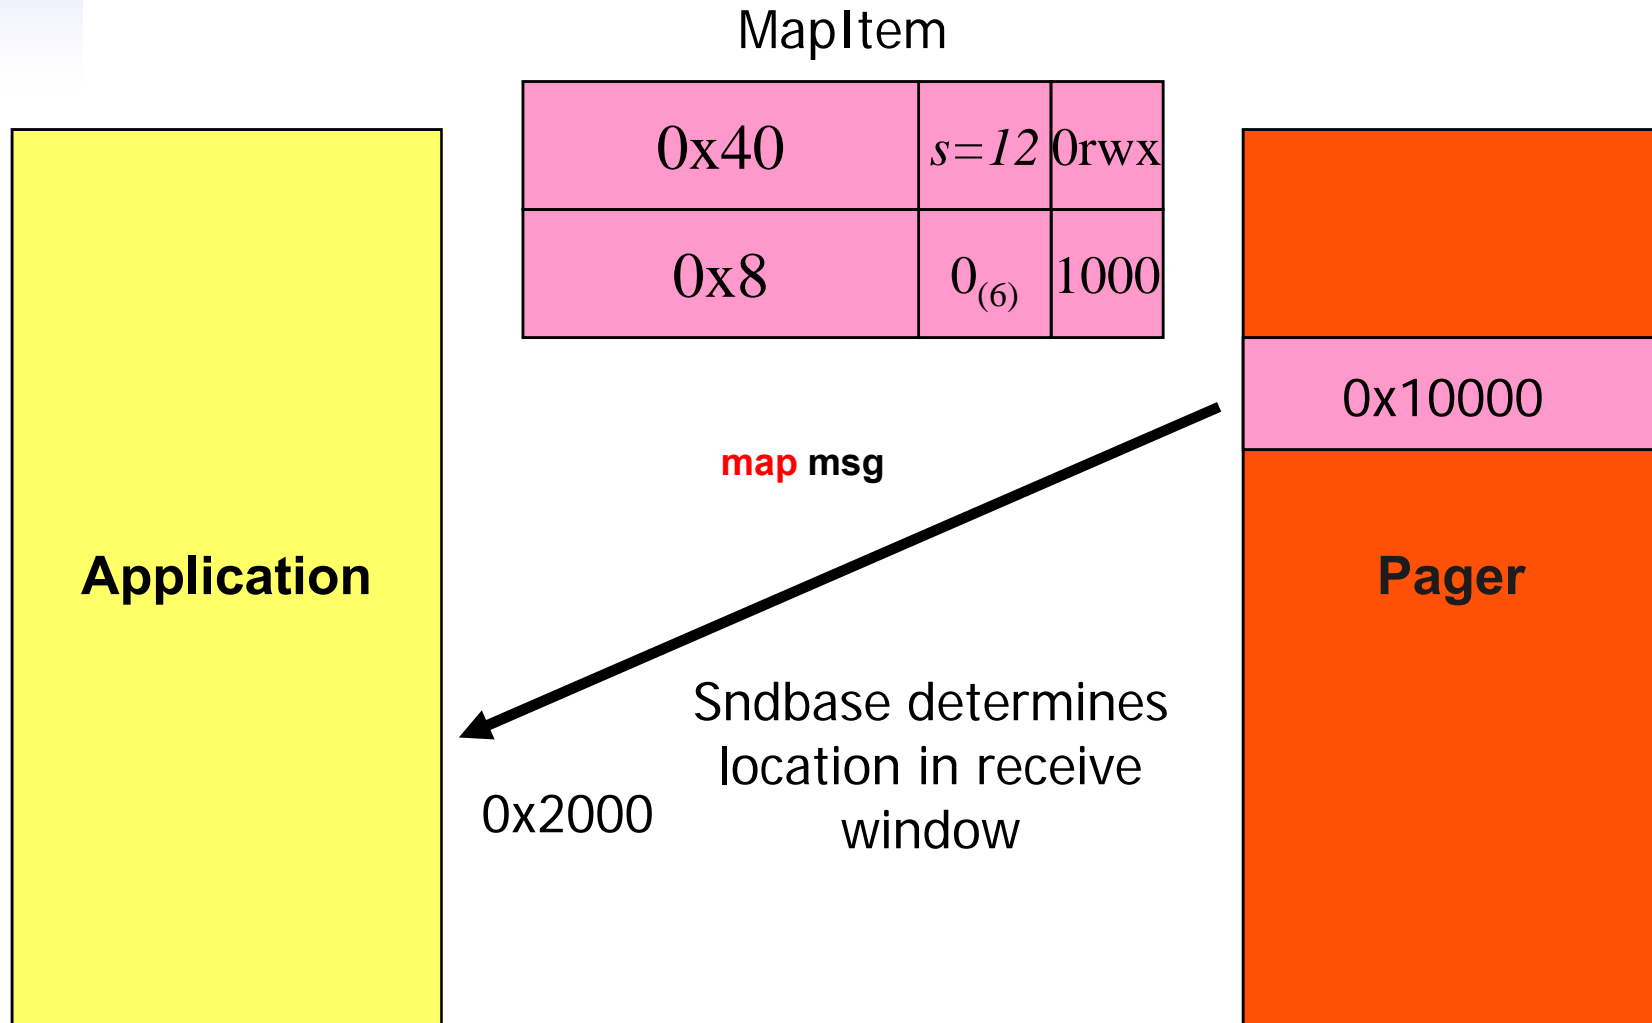 MapItem
0x40 s=12 0rwx
0x8 0(6) 1000
0x10000
map msg
Application
Pager
Sndbase determines
location in receive
window
0x2000